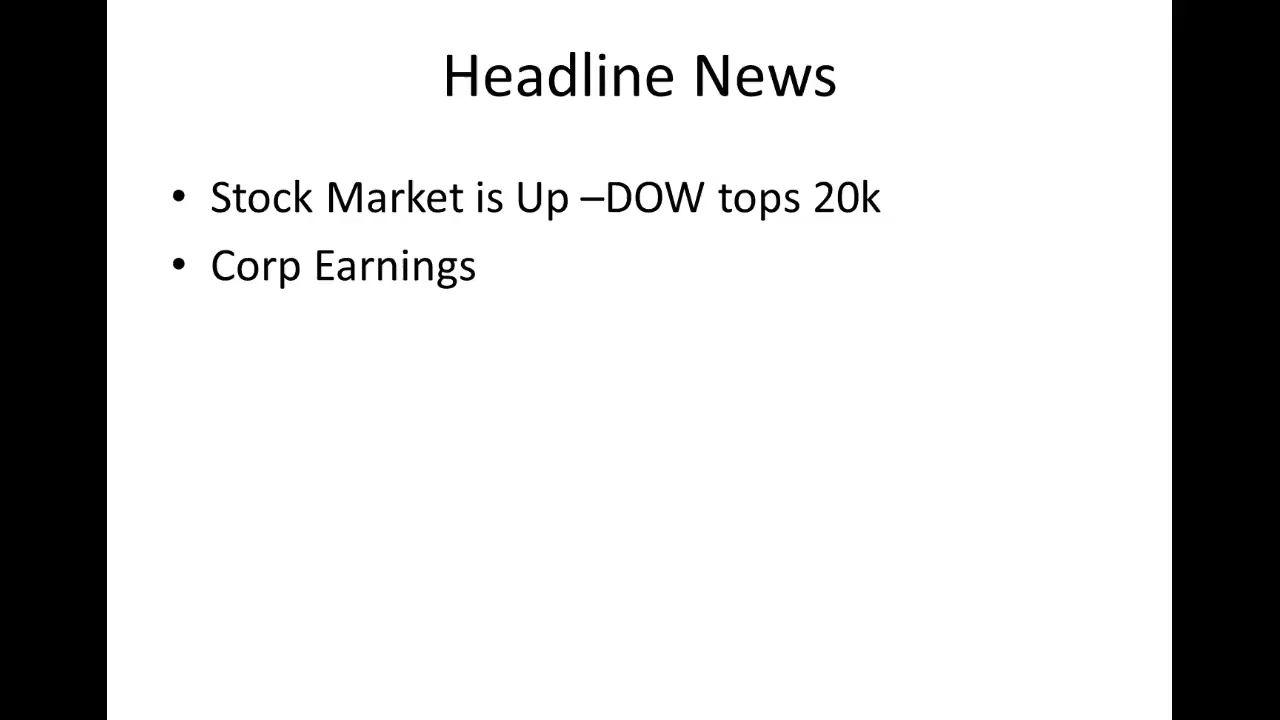 Headline News
• Stock Market is Up –DOW tops 20k
• Corp Earnings